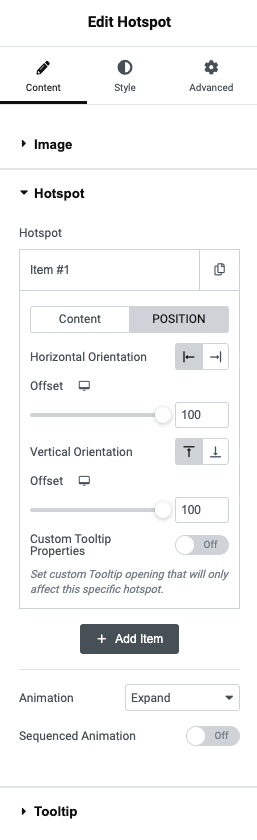 Edit Hotspot
Content
Style
Advanced
Image
Hotspot
Hotspot
Item #1
Content
POSITION
Horizontal Orientation
Offset
100
Vertical Orientation
Offset
100
Custom Tooltip
Properties
Off
Set custom Tooltip opening that will only
affect this specific hotspot.
+ Add Item
Animation
Expand
Sequenced Animation
Off
Tooltip